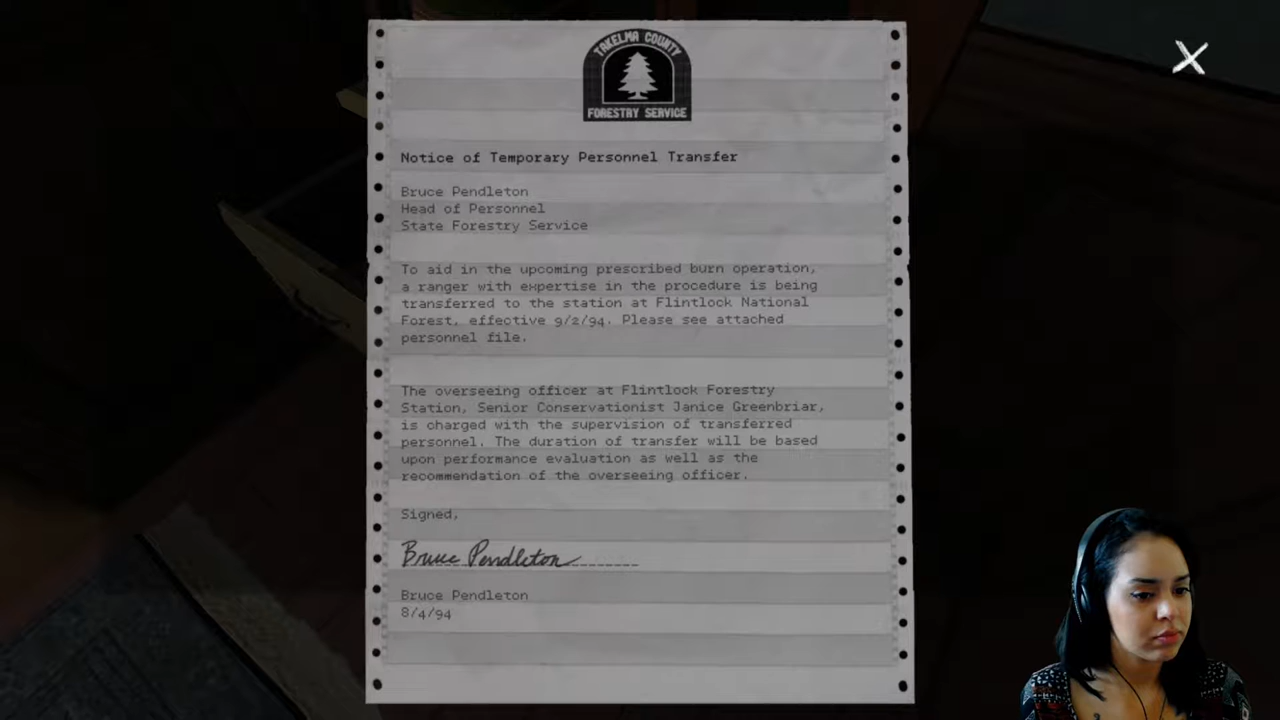 TAKELMA COUNTY
FORESTRY SERVICE
Notice of Temporary Personnel Transfer
Bruce Pendleton
Head of Personnel
State Forestry Service
To aid in the upcoming prescribed burn operation,
a ranger with expertise in the procedure is being
transferred to the station at Flintlock National
Forest, effective 9/2/94. Please see attached
personnel file.
The overseeing officer at Flintlock Forestry
Station, Senior Conservationist Janice Greenbriar,
is charged with the supervision of transferred
personnel. The duration of transfer will be based
upon performance evaluation as well as the
recommendation of the overseeing officer.
Signed,
Bruce Pendleton
Bruce Pendleton
8/4/94